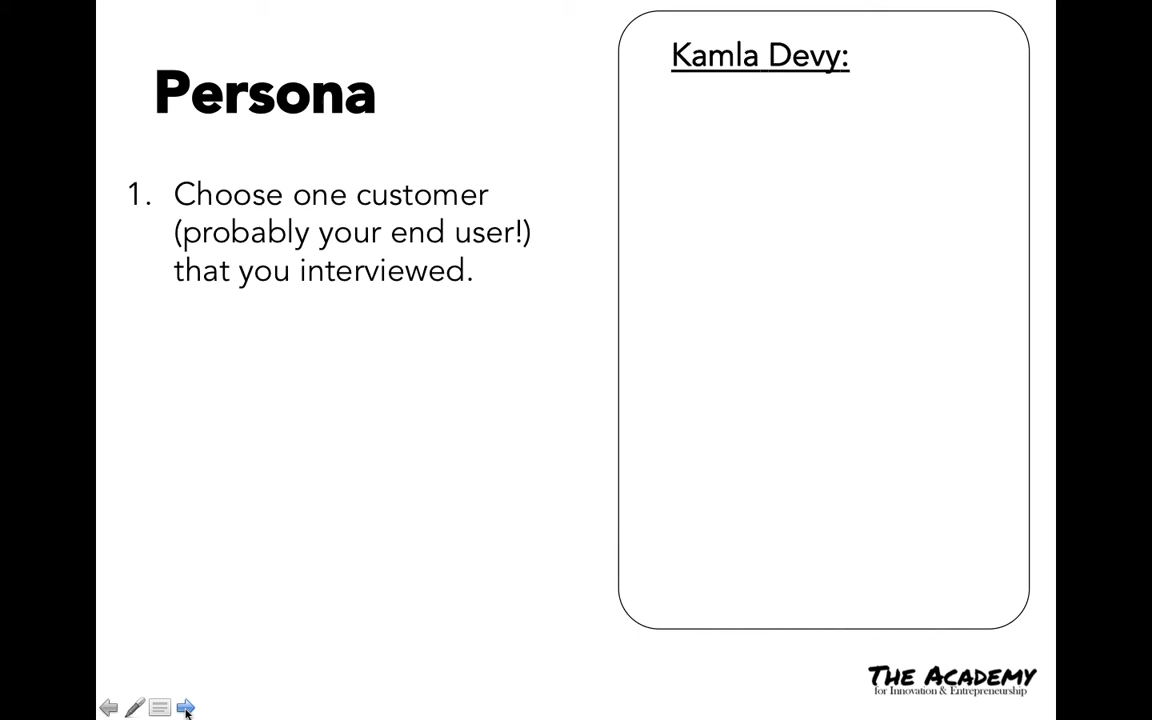 Persona
1. Choose one customer
(probably your end user!)
that you interviewed.
Kamla Devy:
THE ACADEMY
for Innovation & Entrepreneurship